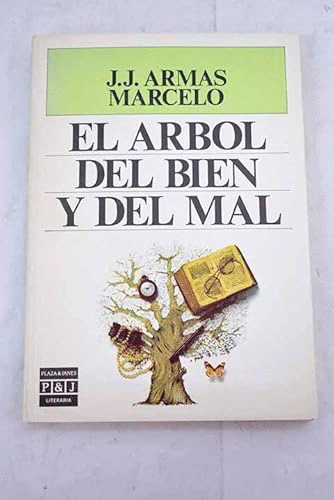 J.J. ARMAS
MARCELO
EL ARBOL
DEL BIEN
Y DEL MAL
PLAZA & JANES
P&J
LITERARIA